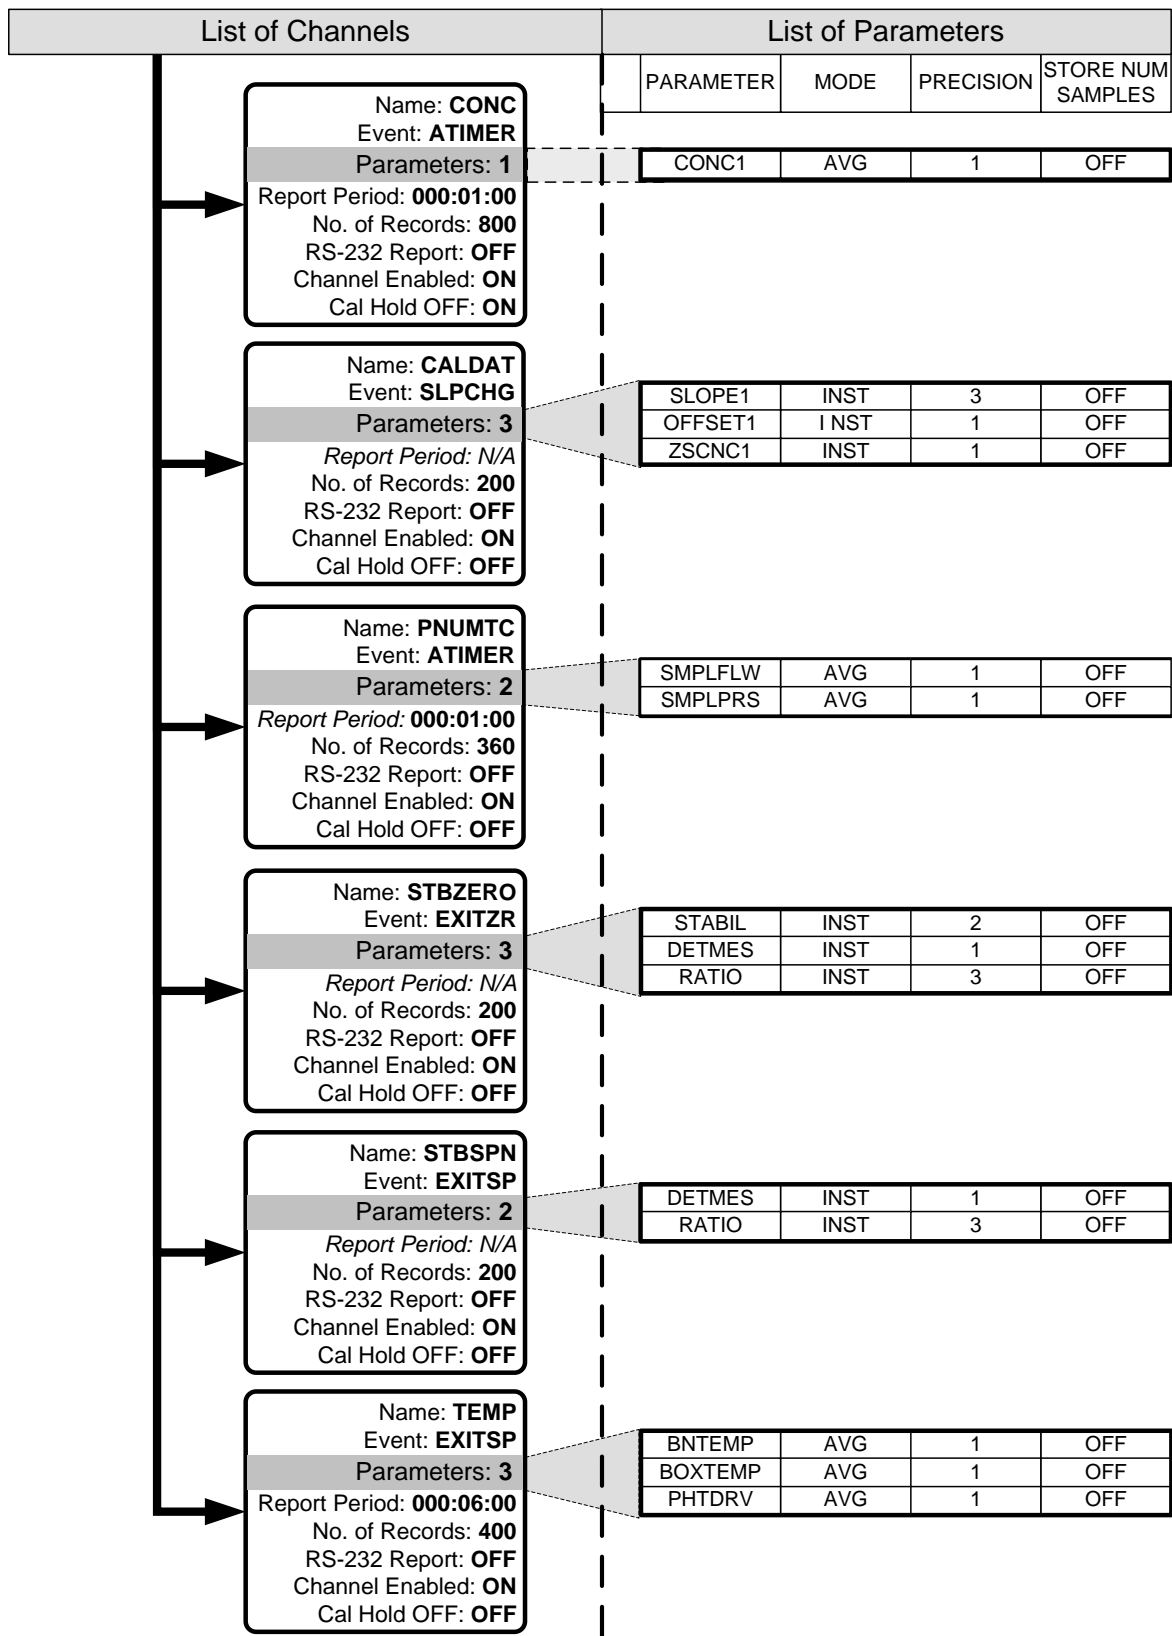 List of Channels
List of Parameters
PARAMETER MODE PRECISION STORE NUM SAMPLES
Name: CONC
Event: ATIMER
Parameters: 1
Report Period: 000:01:00
No. of Records: 800
RS-232 Report: OFF
Channel Enabled: ON
Cal Hold OFF: ON
CONC1 AVG 1 OFF
Name: CALDAT
Event: SLPCHG
Parameters: 3
Report Period: N/A
No. of Records: 200
RS-232 Report: OFF
Channel Enabled: ON
Cal Hold OFF: OFF
SLOPE1 INST 3 OFF
OFFSET1 I NST 1 OFF
ZSCNC1 INST 1 OFF
Name: PNUMTC
Event: ATIMER
Parameters: 2
Report Period: 000:01:00
No. of Records: 360
RS-232 Report: OFF
Channel Enabled: ON
Cal Hold OFF: OFF
SMPLFLW AVG 1 OFF
SMPLPRS AVG 1 OFF
Name: STBZERO
Event: EXITZR
Parameters: 3
Report Period: N/A
No. of Records: 200
RS-232 Report: OFF
Channel Enabled: ON
Cal Hold OFF: OFF
STABIL INST 2 OFF
DETMES INST 1 OFF
RATIO INST 3 OFF
Name: STBSPN
Event: EXITSP
Parameters: 2
Report Period: N/A
No. of Records: 200
RS-232 Report: OFF
Channel Enabled: ON
Cal Hold OFF: OFF
DETMES INST 1 OFF
RATIO INST 3 OFF
Name: TEMP
Event: EXITSP
Parameters: 3
Report Period: 000:06:00
No. of Records: 400
RS-232 Report: OFF
Channel Enabled: ON
Cal Hold OFF: OFF
BNTEMP AVG 1 OFF
BOXTEMP AVG 1 OFF
PHTDRV AVG 1 OFF